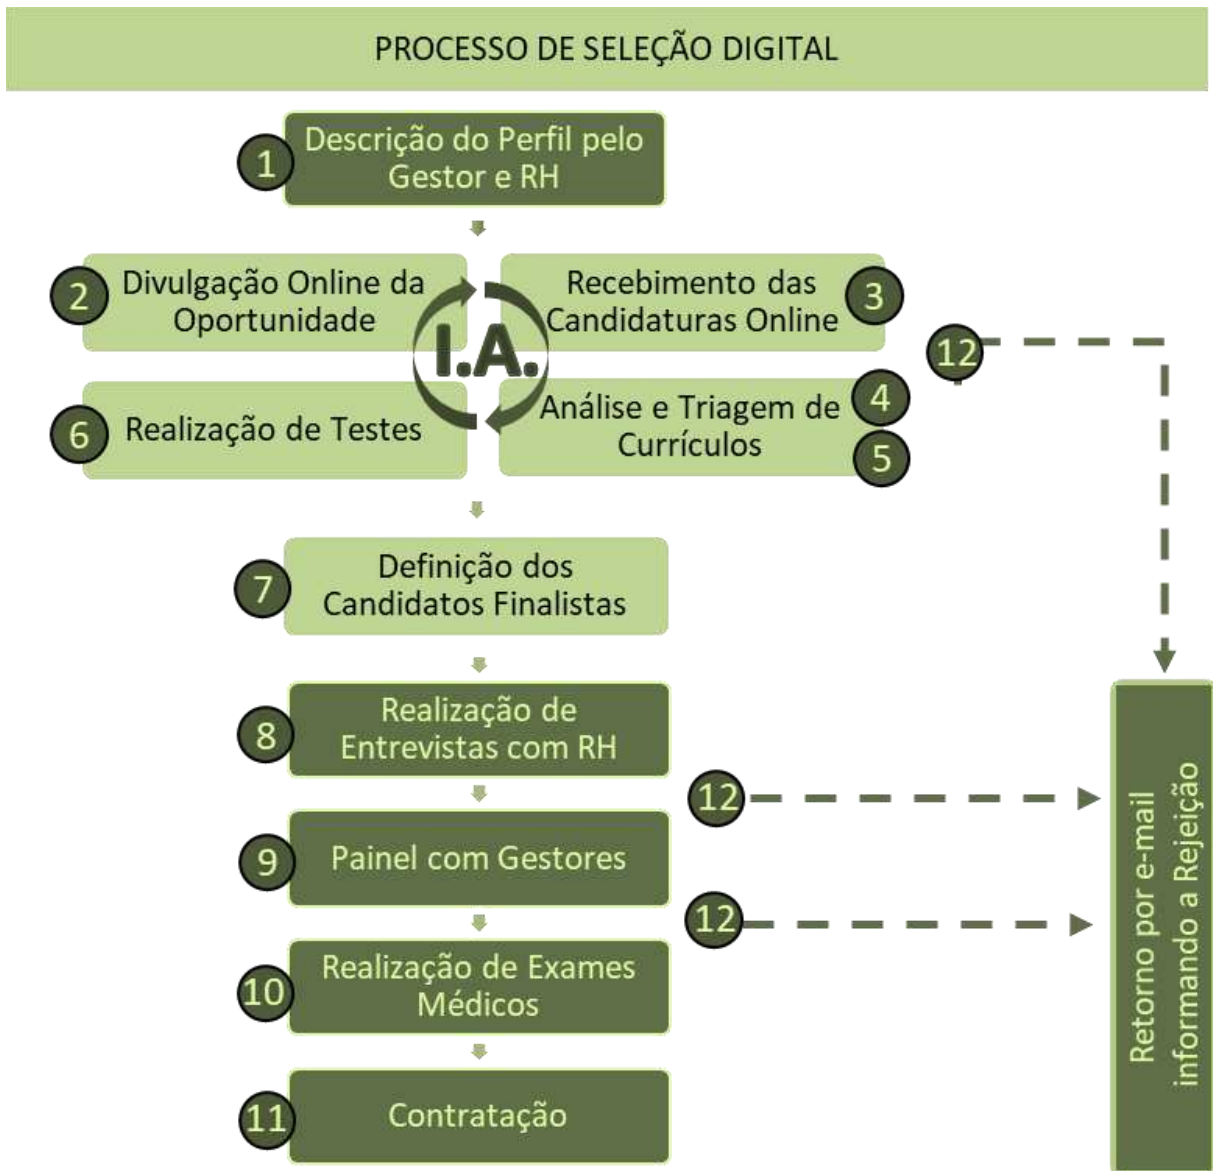 PROCESSO DE SELEÇÃO DIGITAL
1
Descrição do Perfil pelo
Gestor e RH
2
Divulgação Online da
Oportunidade
Recebimento das
Candidaturas Online
3
I.A.
12
6
Realização de Testes
Análise e Triagem de
Currículos
4
5
7
Definição dos
Candidatos Finalistas
8
Realização de
Entrevistas com RH
12
9
Painel com Gestores
12
10
Realização de Exames
Médicos
11
Contratação
Retorno por e-mail
informando a Rejeição